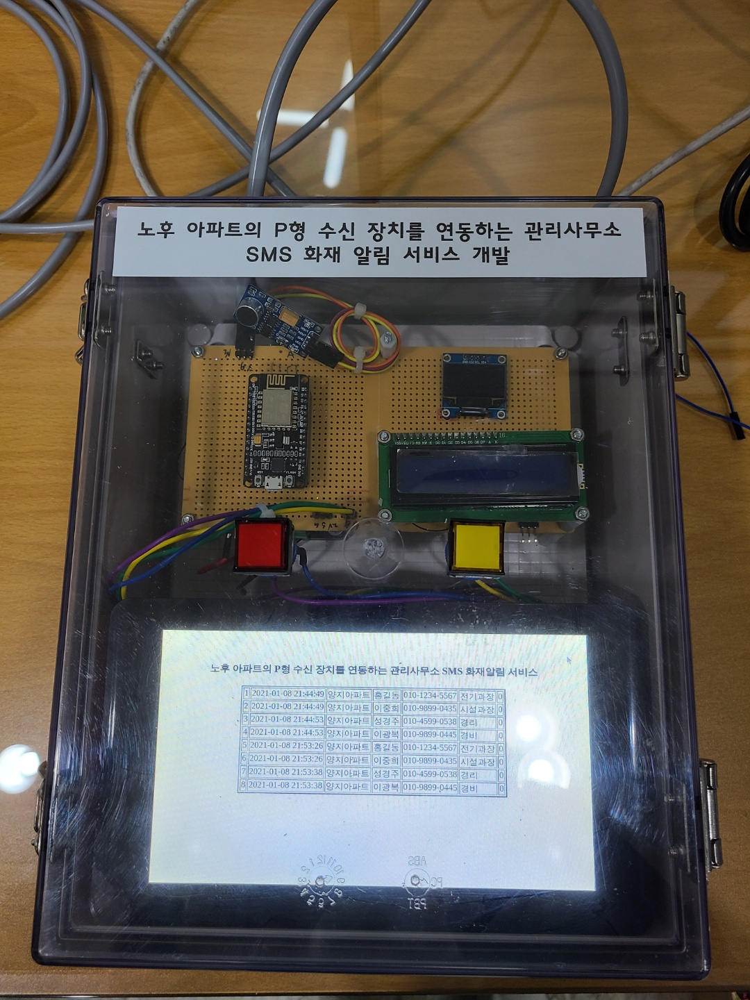 노후 아파트의 P형 수신 장치를 연동하는 관리사무소
SMS 화재 알림 서비스 개발
GND VCC SCL SDA
16
RST
FLASH
노후 아파트의 P형 수신 장치를 연동하는 관리사무소 SMS 화재알림 서비스
1 2021-01-08 21:44:49 양지아파트 홍길동 010-1234-5567 전기과장 0
2 2021-01-08 21:44:49 양지아파트 이중희 010-9899-0435 시설과장 0
3 2021-01-08 21:44:53 양지아파트 성경주 010-4599-0538 경리 0
4 2021-01-08 21:44:53 양지아파트 이광복 010-9899-0445 경비 0
5 2021-01-08 21:53:26 양지아파트 홍길동 010-1234-5567 전기과장 0
6 2021-01-08 21:53:26 양지아파트 이중희 010-9899-0435 시설과장 0
7 2021-01-08 21:53:38 양지아파트 성경주 010-4599-0538 경리 0
8 2021-01-08 21:53:38 양지아파트 이광복 010-9899-0445 경비 0
ABS
PC
PBT